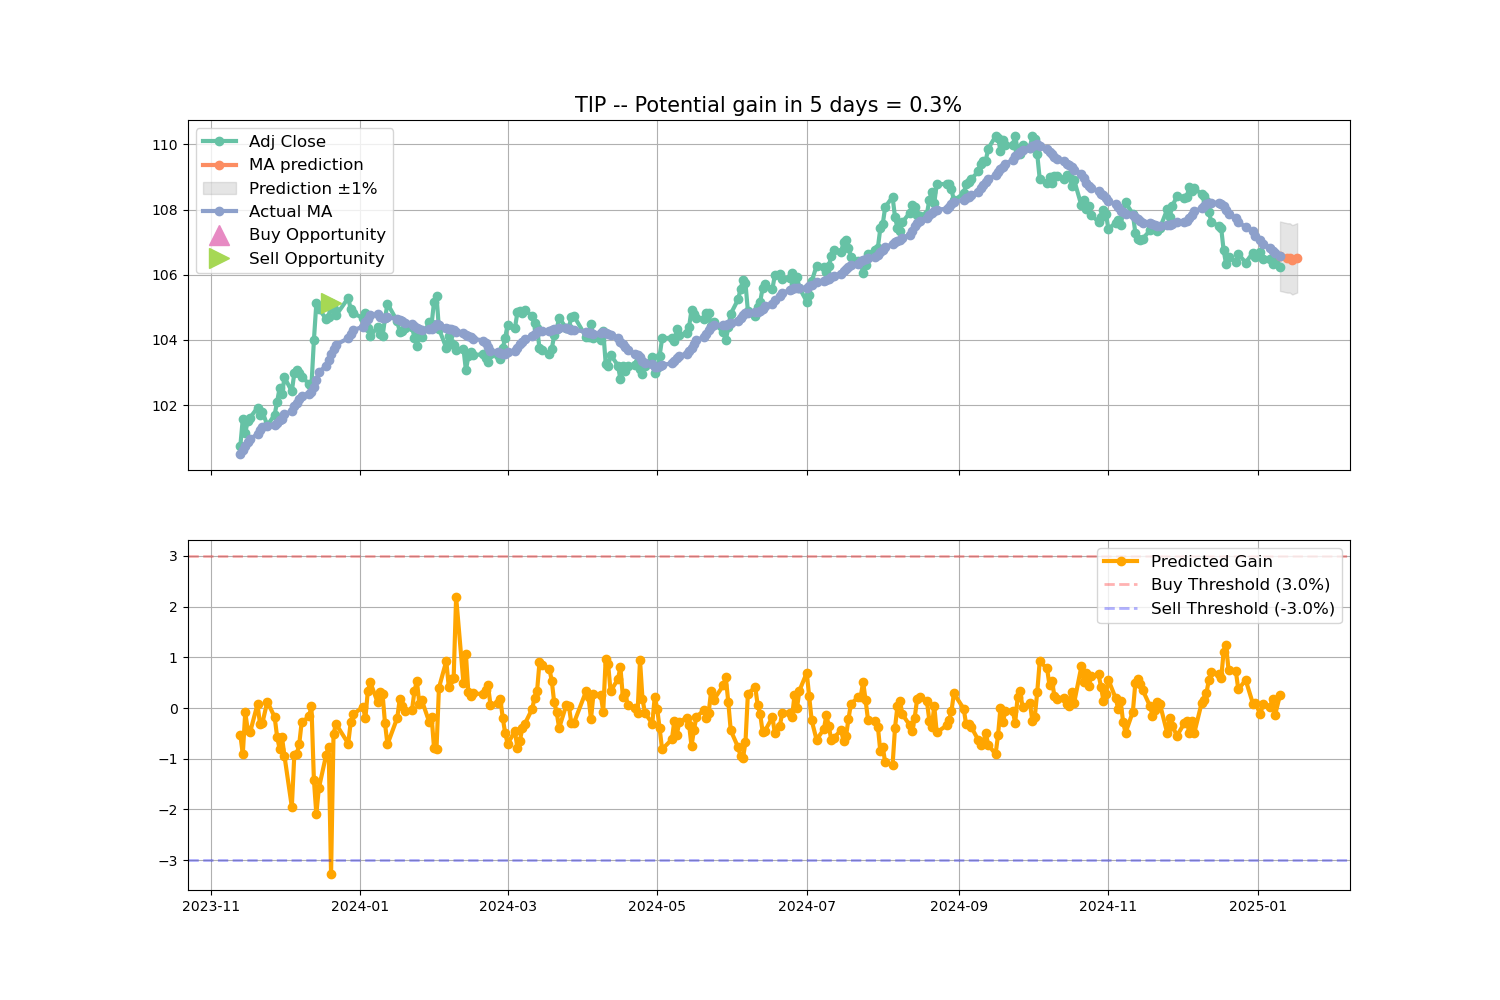 TIP -- Potential gain in 5 days = 0.3%
110
108
106
104
102
Adj Close
MA prediction
Prediction ±1%
Actual MA
Buy Opportunity
Sell Opportunity
3
2
1
0
−1
−2
−3
Predicted Gain
Buy Threshold (3.0%)
Sell Threshold (-3.0%)
2023-11
2024-01
2024-03
2024-05
2024-07
2024-09
2024-11
2025-01